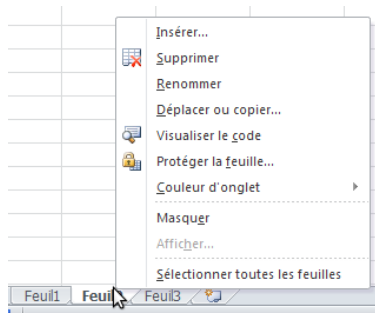 Insérer...
Supprimer
Renommer
Déplacer ou copier...
Visualiser le code
Protéger la feuille...
Couleur d'onglet
Masquer
Afficher...
Sélectionner toutes les feuilles
Feuil1 Feuil2 Feuil3